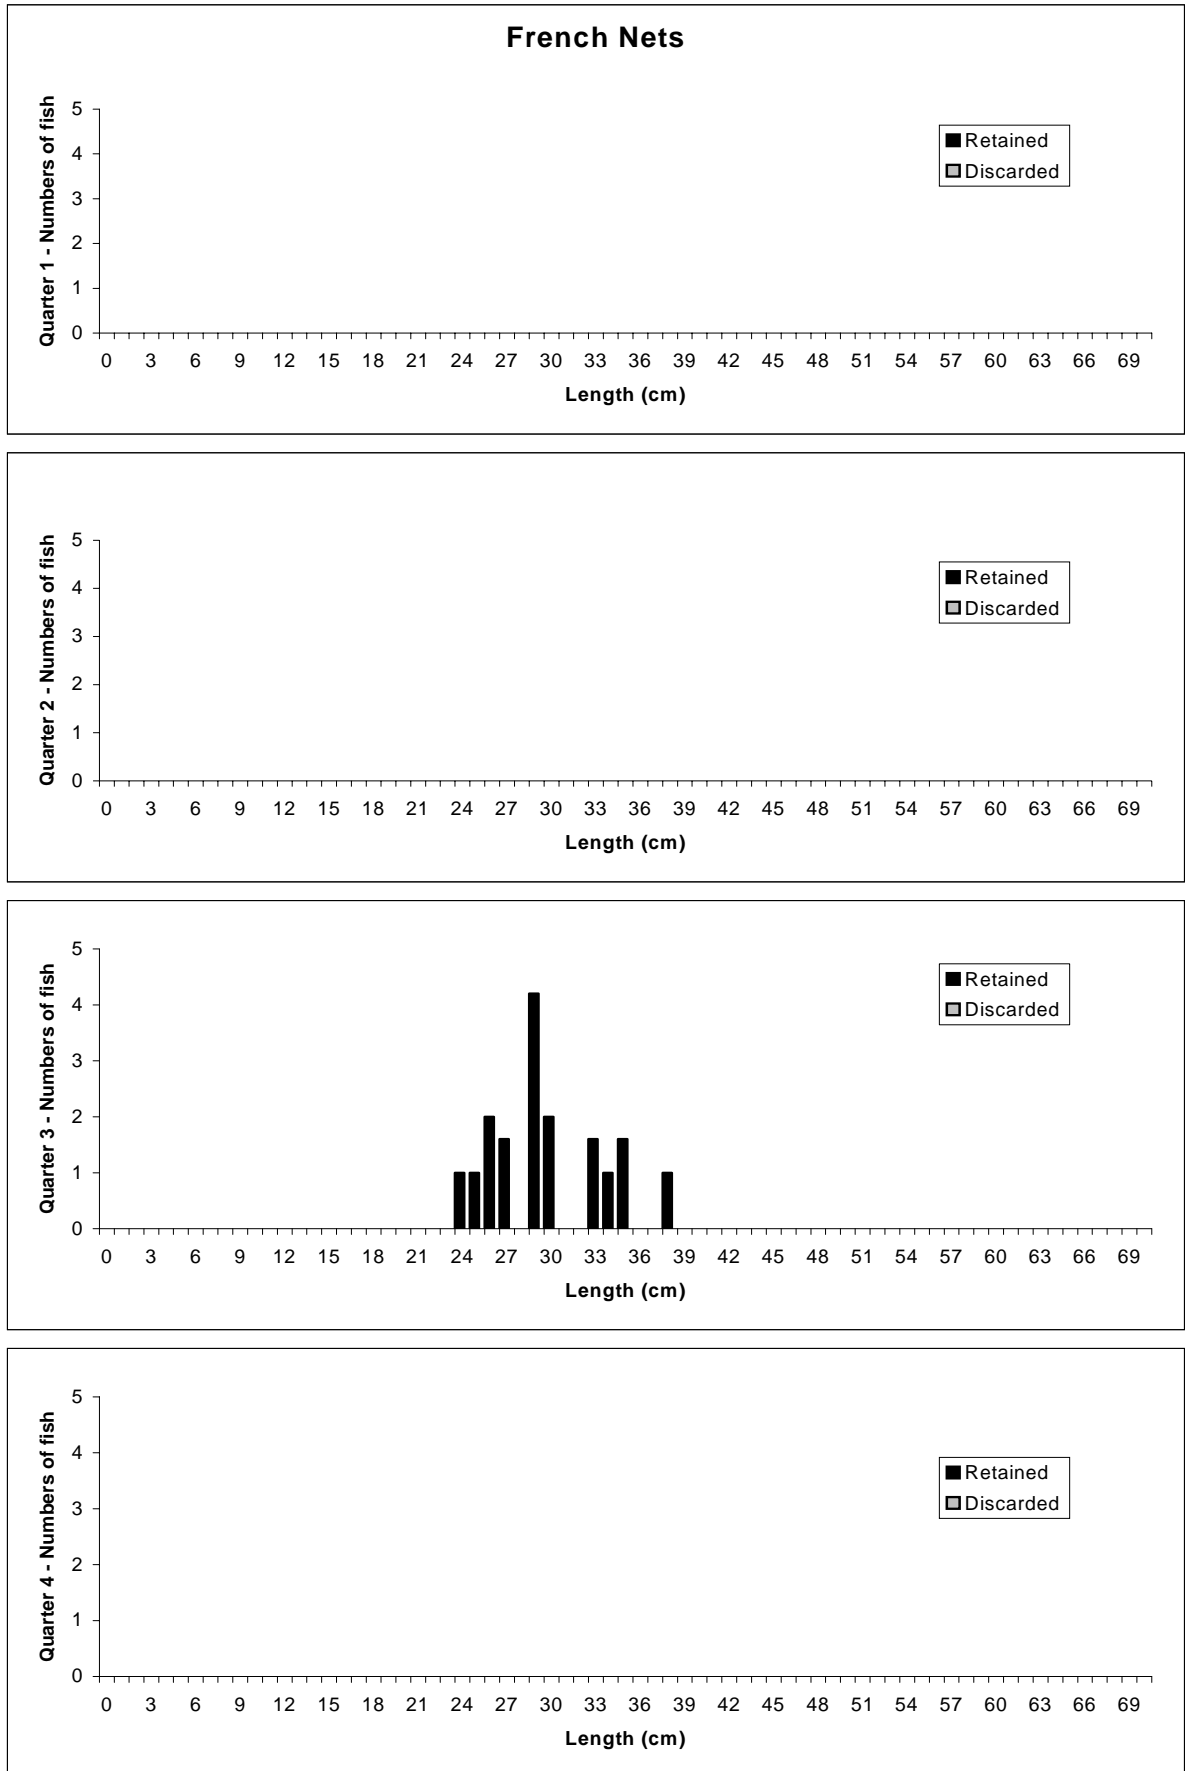 French Nets
Quarter 1 - Numbers of fish
5
4
3
2
1
0
Retained
Discarded
0 3 6 9 12 15 18 21 24 27 30 33 36 39 42 45 48 51 54 57 60 63 66 69
Length (cm)
Quarter 2 - Numbers of fish
5
4
3
2
1
0
Retained
Discarded
0 3 6 9 12 15 18 21 24 27 30 33 36 39 42 45 48 51 54 57 60 63 66 69
Length (cm)
Quarter 3 - Numbers of fish
5
4
3
2
1
0
Retained
Discarded
0 3 6 9 12 15 18 21 24 27 30 33 36 39 42 45 48 51 54 57 60 63 66 69
Length (cm)
Quarter 4 - Numbers of fish
5
4
3
2
1
0
Retained
Discarded
0 3 6 9 12 15 18 21 24 27 30 33 36 39 42 45 48 51 54 57 60 63 66 69
Length (cm)